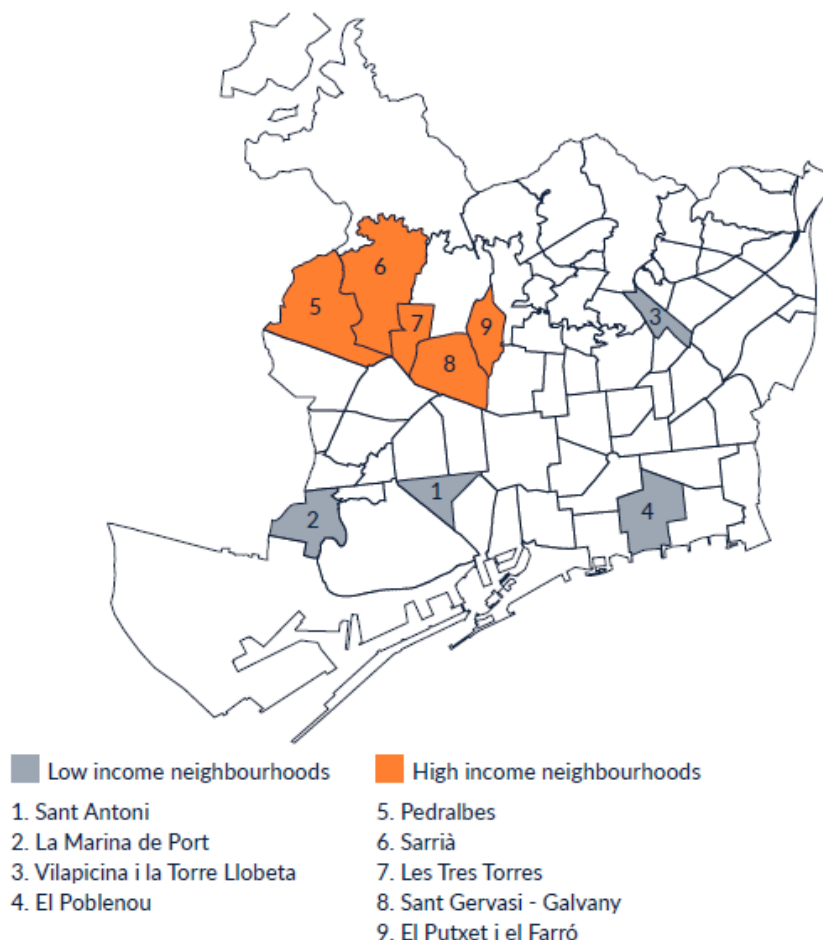 6
5
7
9
3
8
1
2
4
Low income neighbourhoods
1. Sant Antoni
2. La Marina de Port
3. Vilapicina i la Torre Llobeta
4. El Poblenou
High income neighbourhoods
5. Pedralbes
6. Sarrià
7. Les Tres Torres
8. Sant Gervasi - Galvany
9. El Putxet i el Farró